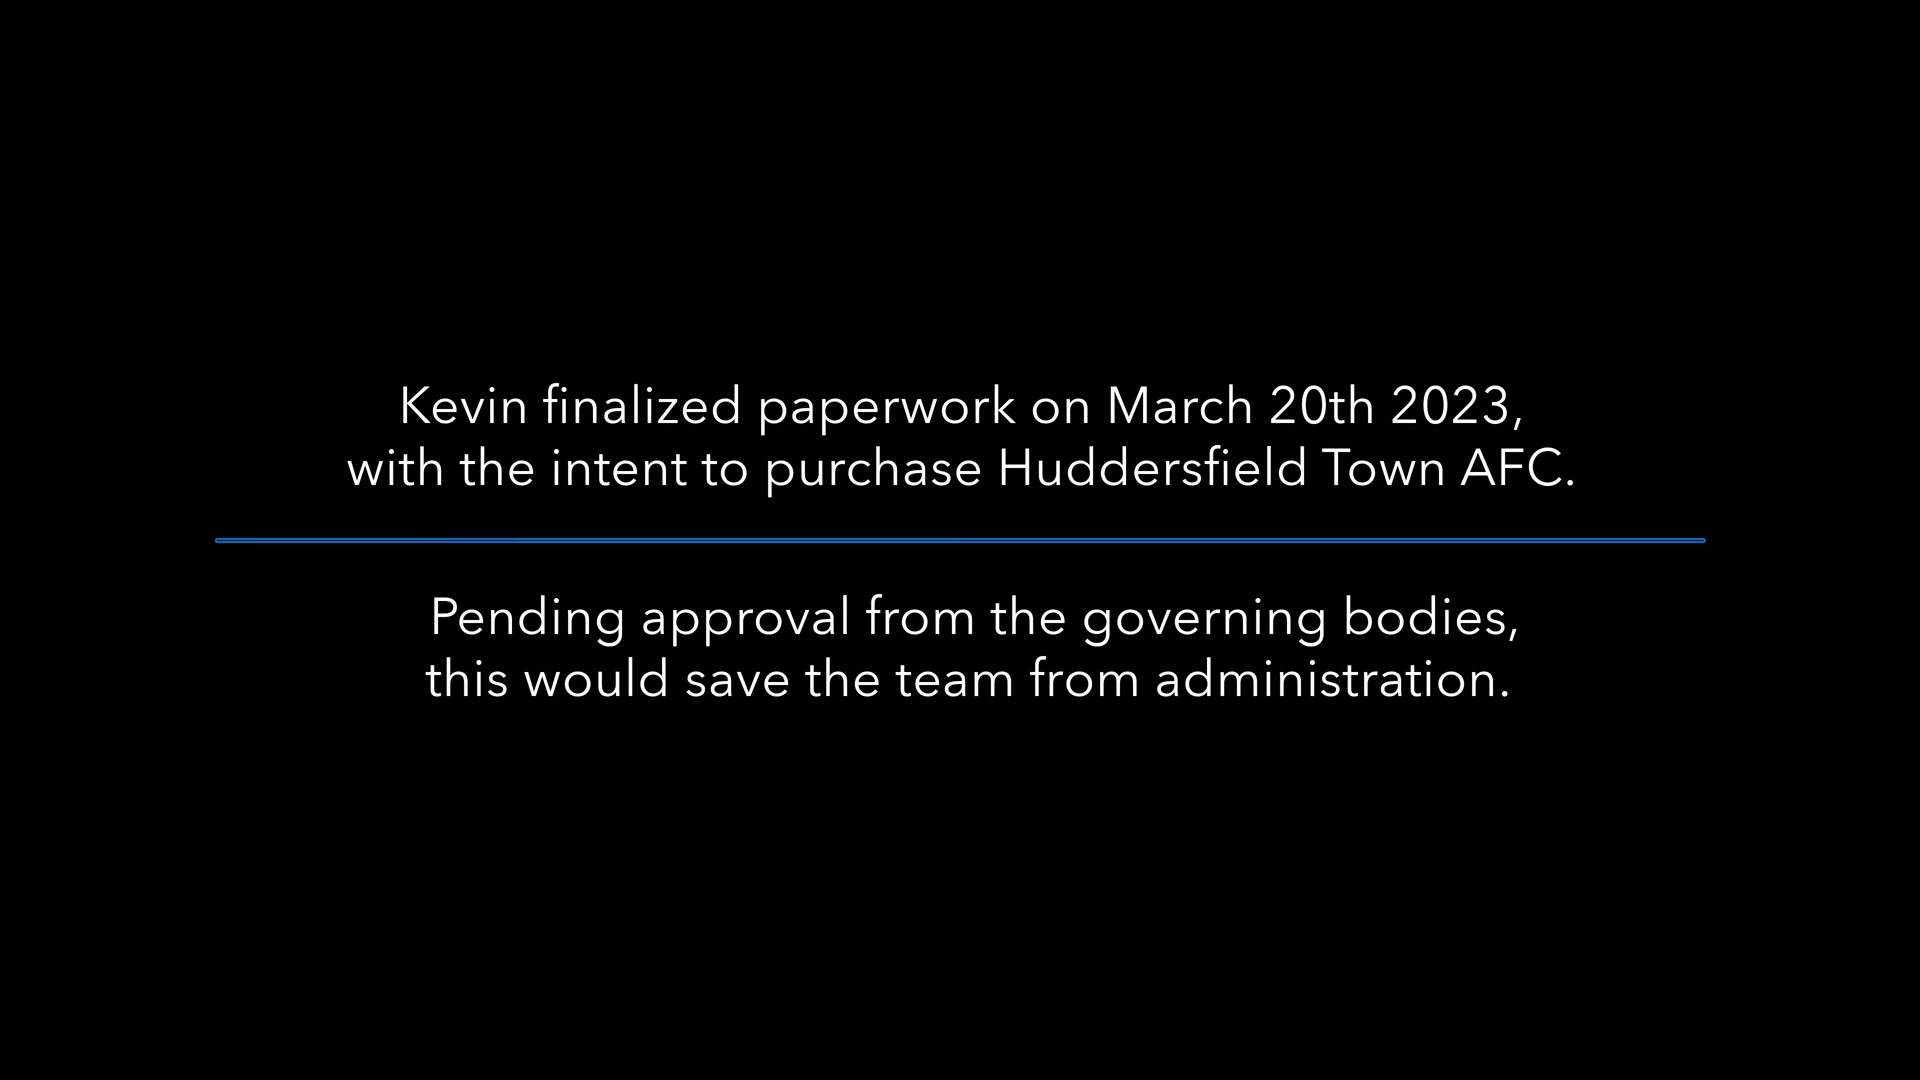 Kevin finalized paperwork on March 20th 2023,
with the intent to purchase Huddersfield Town AFC.
Pending approval from the governing bodies,
this would save the team from administration.